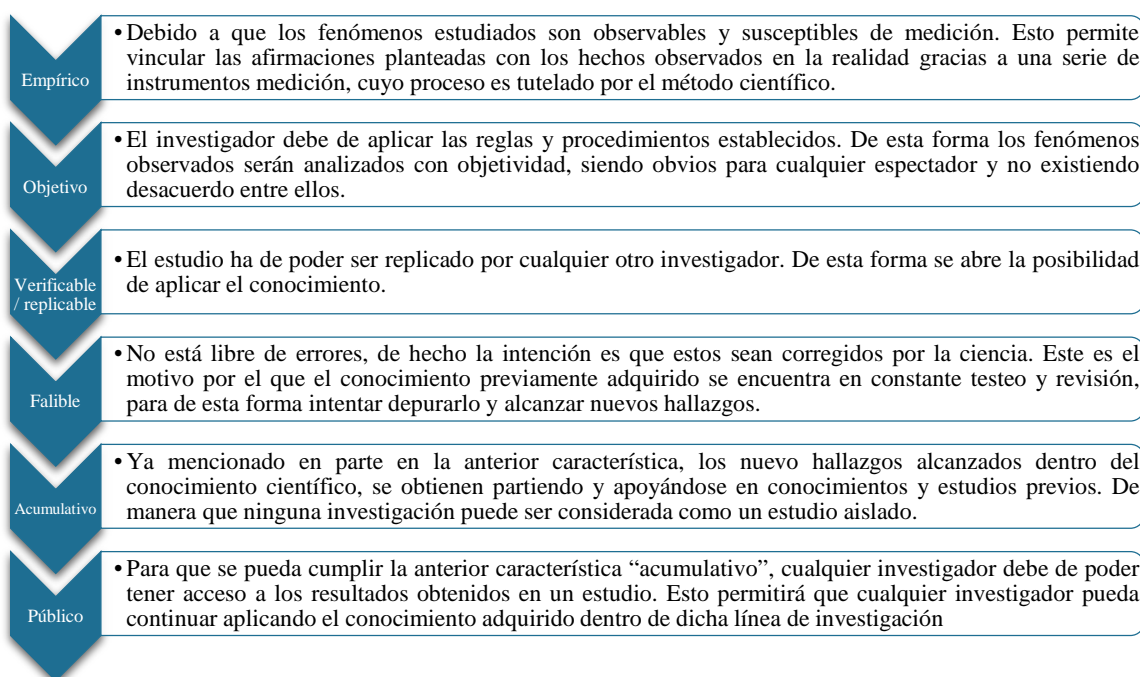 Empírico
• Debido a que los fenómenos estudiados son observables y susceptibles de medición. Esto permite
vincular las afirmaciones planteadas con los hechos observados en la realidad gracias a una serie de
instrumentos medición, cuyo proceso es tutelado por el método científico.
Objetivo
• El investigador debe de aplicar las reglas y procedimientos establecidos. De esta forma los fenómenos
observados serán analizados con objetividad, siendo obvios para cualquier espectador y no existiendo
desacuerdo entre ellos.
Verificable
/ replicable
• El estudio ha de poder ser replicado por cualquier otro investigador. De esta forma se abre la posibilidad
de aplicar el conocimiento.
Falible
• No está libre de errores, de hecho la intención es que estos sean corregidos por la ciencia. Este es el
motivo por el que el conocimiento previamente adquirido se encuentra en constante testeo y revisión,
para de esta forma intentar depurarlo y alcanzar nuevos hallazgos.
Acumulativo
• Ya mencionado en parte en la anterior característica, los nuevo hallazgos alcanzados dentro del
conocimiento científico, se obtienen partiendo y apoyándose en conocimientos y estudios previos. De
manera que ninguna investigación puede ser considerada como un estudio aislado.
Público
• Para que se pueda cumplir la anterior característica “acumulativo”, cualquier investigador debe de poder
tener acceso a los resultados obtenidos en un estudio. Esto permitirá que cualquier investigador pueda
continuar aplicando el conocimiento adquirido dentro de dicha línea de investigación